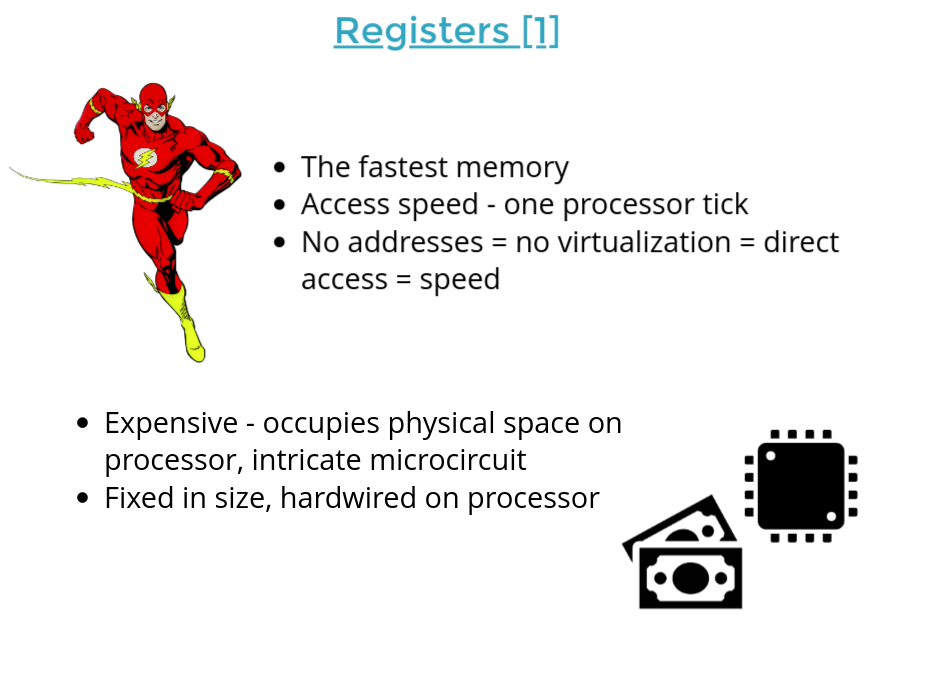 Registers [1]
• The fastest memory
• Access speed - one processor tick
• No addresses = no virtualization = direct
access = speed
• Expensive - occupies physical space on
processor, intricate microcircuit
• Fixed in size, hardwired on processor